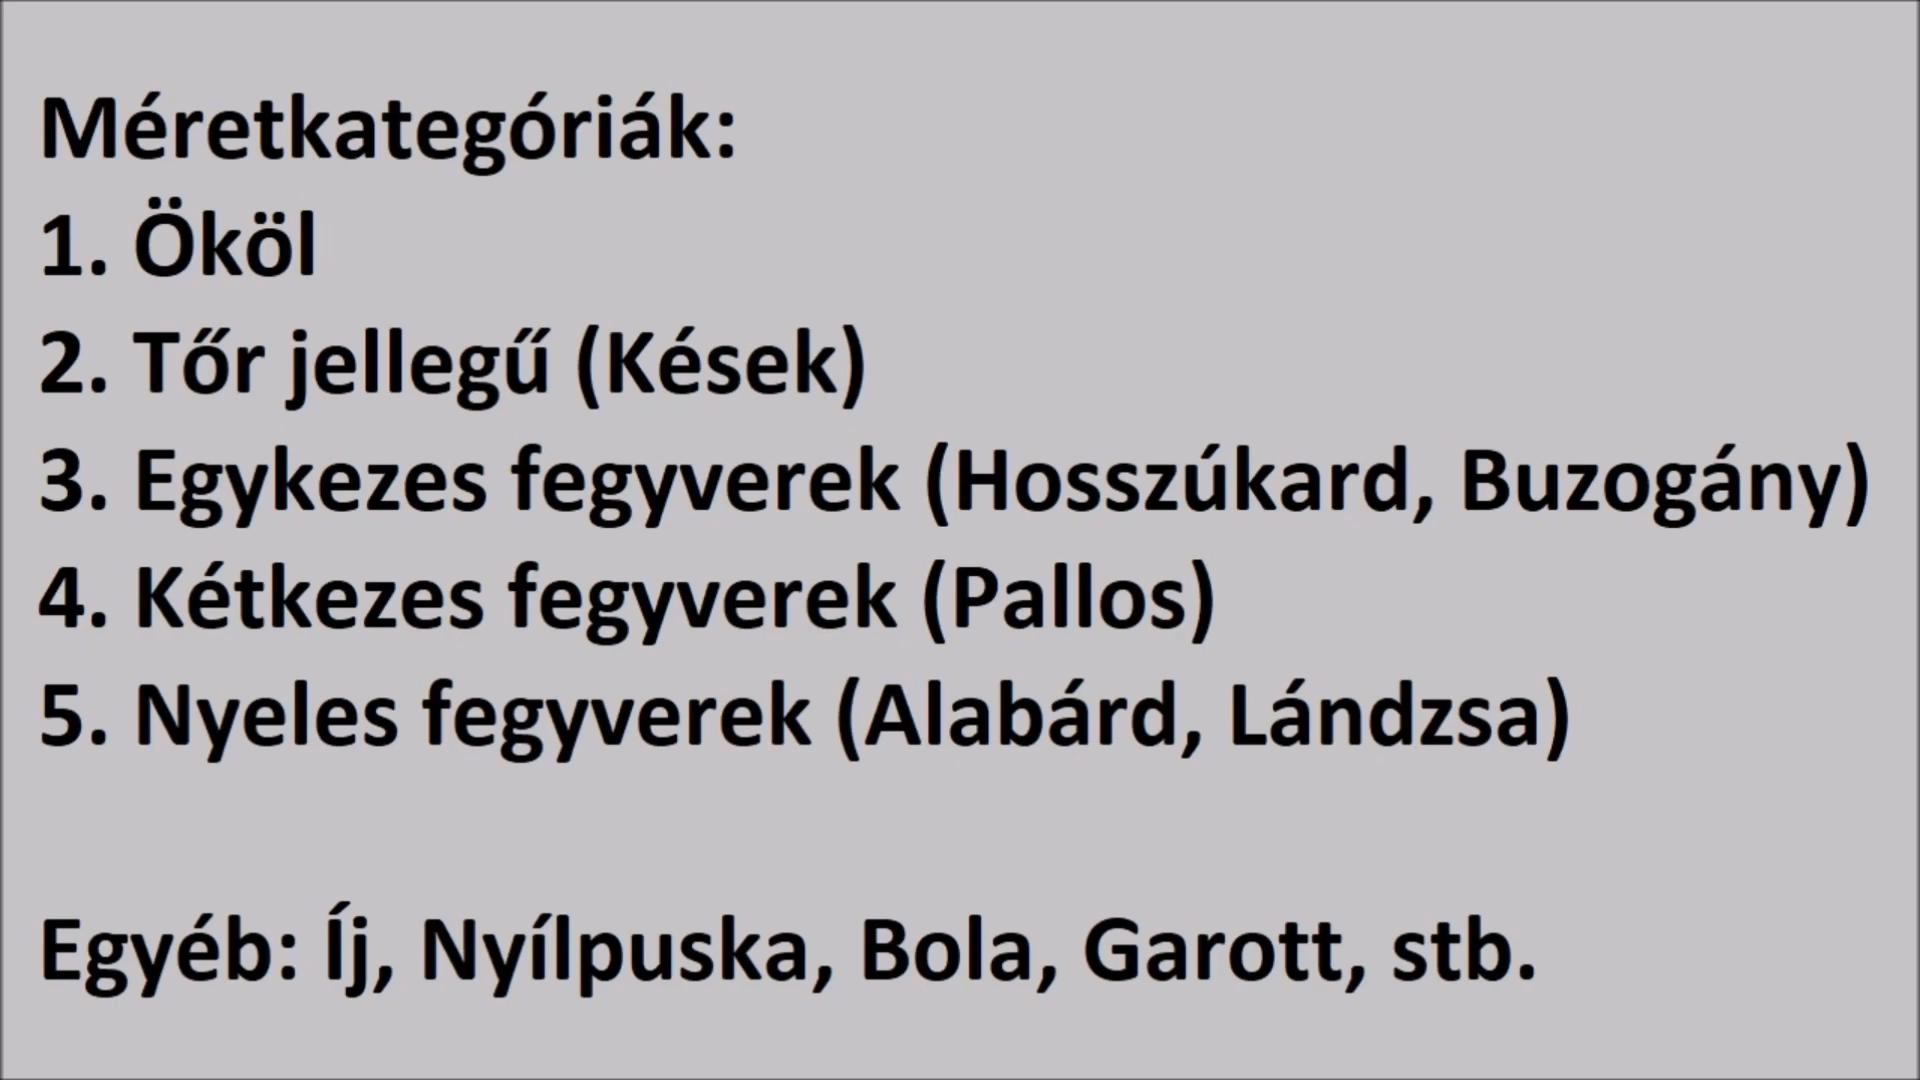 Méretkategóriák:
1. Ököl
2. Tőr jellegű (Kések)
3. Egykezes fegyverek (Hosszúkard, Buzogány)
4. Kétkezes fegyverek (Pallos)
5. Nyeles fegyverek (Alabárd, Lándzsa)
Egyéb: Íj, Nyílpuska, Bola, Garott, stb.